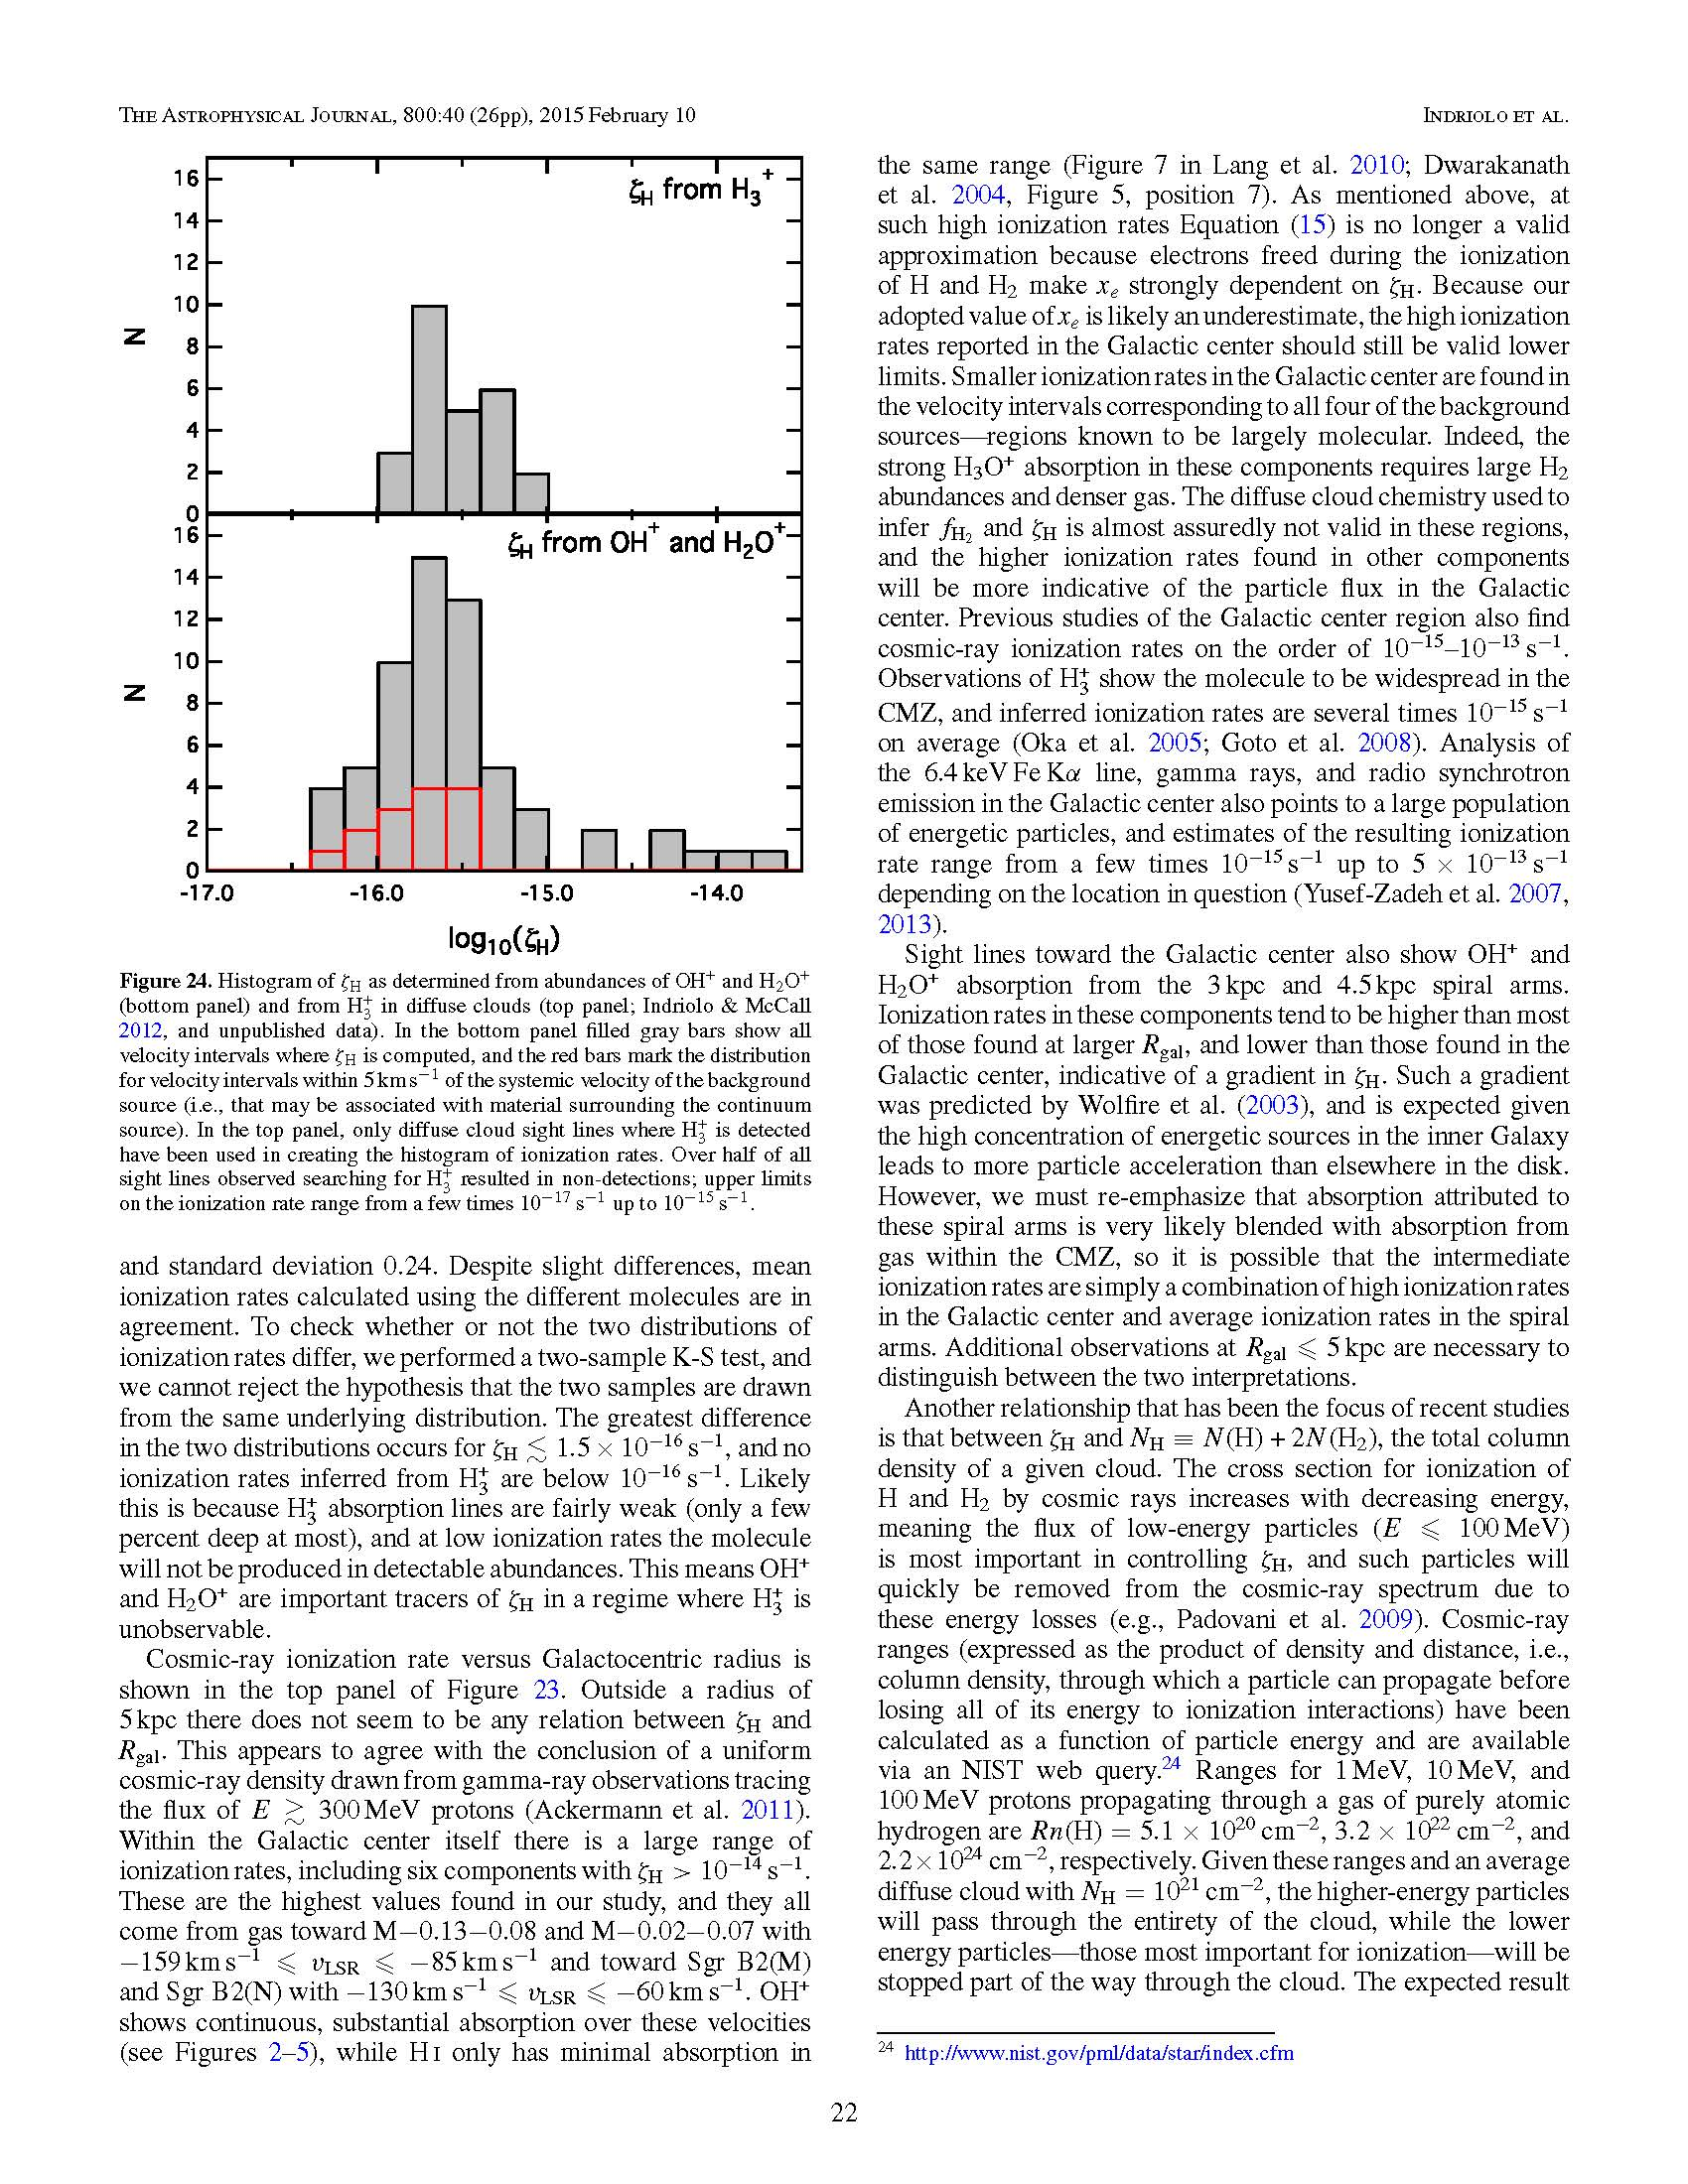 THE ASTROPHYSICAL JOURNAL, 800:40 (26pp), 2015 February 10
INDRIOLO ET AL.
16
14
12
10
8
6
4
2
0
N
ζH from H3+
16
14
12
10
8
6
4
2
0
N
ζH from OH+ and H2O+
-17.0 -16.0 -15.0 -14.0
log10(ζH)
Figure 24. Histogram of ζH as determined from abundances of OH+ and H2O+
(bottom panel) and from H3+ in diffuse clouds (top panel; Indriolo & McCall
2012, and unpublished data). In the bottom panel filled gray bars show all
velocity intervals where ζH is computed, and the red bars mark the distribution
for velocity intervals within 5 km s−1 of the systemic velocity of the background
source (i.e., that may be associated with material surrounding the continuum
source). In the top panel, only diffuse cloud sight lines where H3+ is detected
have been used in creating the histogram of ionization rates. Over half of all
sight lines observed searching for H3+ resulted in non-detections; upper limits
on the ionization rate range from a few times 10−17 s−1 up to 10−15 s−1.
and standard deviation 0.24. Despite slight differences, mean
ionization rates calculated using the different molecules are in
agreement. To check whether or not the two distributions of
ionization rates differ, we performed a two-sample K-S test, and
we cannot reject the hypothesis that the two samples are drawn
from the same underlying distribution. The greatest difference
in the two distributions occurs for ζH ≲ 1.5 × 10−16 s−1, and no
ionization rates inferred from H3+ are below 10−16 s−1. Likely
this is because H3+ absorption lines are fairly weak (only a few
percent deep at most), and at low ionization rates the molecule
will not be produced in detectable abundances. This means OH+
and H2O+ are important tracers of ζH in a regime where H3+ is
unobservable.
Cosmic-ray ionization rate versus Galactocentric radius is
shown in the top panel of Figure 23. Outside a radius of
5 kpc there does not seem to be any relation between ζH and
Rgal. This appears to agree with the conclusion of a uniform
cosmic-ray density drawn from gamma-ray observations tracing
the flux of E ≳ 300 MeV protons (Ackermann et al. 2011).
Within the Galactic center itself there is a large range of
ionization rates, including six components with ζH > 10−14 s−1.
These are the highest values found in our study, and they all
come from gas toward M−0.13−0.08 and M−0.02−0.07 with
−159 km s−1 ⩽ vLSR ⩽ −85 km s−1 and toward Sgr B2(M)
and Sgr B2(N) with −130 km s−1 ⩽ vLSR ⩽ −60 km s−1. OH+
shows continuous, substantial absorption over these velocities
(see Figures 2–5), while H I only has minimal absorption in
the same range (Figure 7 in Lang et al. 2010; Dwarakanath
et al. 2004, Figure 5, position 7). As mentioned above, at
such high ionization rates Equation (15) is no longer a valid
approximation because electrons freed during the ionization
of H and H2 make xe strongly dependent on ζH. Because our
adopted value of xe is likely an underestimate, the high ionization
rates reported in the Galactic center should still be valid lower
limits. Smaller ionization rates in the Galactic center are found in
the velocity intervals corresponding to all four of the background
sources—regions known to be largely molecular. Indeed, the
strong H3O+ absorption in these components requires large H2
abundances and denser gas. The diffuse cloud chemistry used to
infer fH2 and ζH is almost assuredly not valid in these regions,
and the higher ionization rates found in other components
will be more indicative of the particle flux in the Galactic
center. Previous studies of the Galactic center region also find
cosmic-ray ionization rates on the order of 10−15–10−13 s−1.
Observations of H3+ show the molecule to be widespread in the
CMZ, and inferred ionization rates are several times 10−15 s−1
on average (Oka et al. 2005; Goto et al. 2008). Analysis of
the 6.4 keV Fe Kα line, gamma rays, and radio synchrotron
emission in the Galactic center also points to a large population
of energetic particles, and estimates of the resulting ionization
rate range from a few times 10−15 s−1 up to 5 × 10−13 s−1
depending on the location in question (Yusef-Zadeh et al. 2007,
2013).
Sight lines toward the Galactic center also show OH+ and
H2O+ absorption from the 3 kpc and 4.5 kpc spiral arms.
Ionization rates in these components tend to be higher than most
of those found at larger Rgal, and lower than those found in the
Galactic center, indicative of a gradient in ζH. Such a gradient
was predicted by Wolfire et al. (2003), and is expected given
the high concentration of energetic sources in the inner Galaxy
leads to more particle acceleration than elsewhere in the disk.
However, we must re-emphasize that absorption attributed to
these spiral arms is very likely blended with absorption from
gas within the CMZ, so it is possible that the intermediate
ionization rates are simply a combination of high ionization rates
in the Galactic center and average ionization rates in the spiral
arms. Additional observations at Rgal ⩽ 5 kpc are necessary to
distinguish between the two interpretations.
Another relationship that has been the focus of recent studies
is that between ζH and NH ≡ N(H) + 2N(H2), the total column
density of a given cloud. The cross section for ionization of
H and H2 by cosmic rays increases with decreasing energy,
meaning the flux of low-energy particles (E ⩽ 100 MeV)
is most important in controlling ζH, and such particles will
quickly be removed from the cosmic-ray spectrum due to
these energy losses (e.g., Padovani et al. 2009). Cosmic-ray
ranges (expressed as the product of density and distance, i.e.,
column density, through which a particle can propagate before
losing all of its energy to ionization interactions) have been
calculated as a function of particle energy and are available
via an NIST web query.24 Ranges for 1 MeV, 10 MeV, and
100 MeV protons propagating through a gas of purely atomic
hydrogen are Rn(H) = 5.1 × 1020 cm−2, 3.2 × 1022 cm−2, and
2.2 × 1024 cm−2, respectively. Given these ranges and an average
diffuse cloud with NH = 1021 cm−2, the higher-energy particles
will pass through the entirety of the cloud, while the lower
energy particles—those most important for ionization—will be
stopped part of the way through the cloud. The expected result
24 http://www.nist.gov/pml/data/star/index.cfm
22